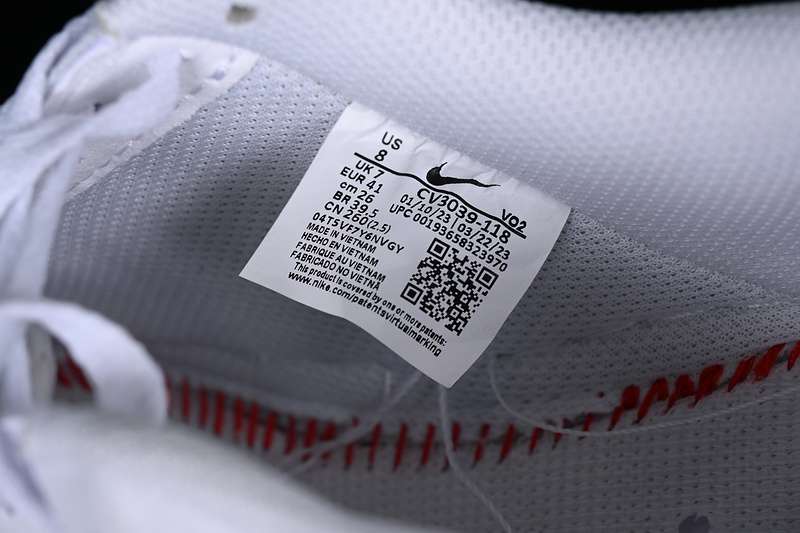 US
8
UK 7
EUR 41
cm 26
BR 39.5
CN 260(2.5)
04T5VF7Y6NVGY
MADE IN VIETNAM
HECHO EN VIETNAM
FABRIQUE AU VIETNAM
FABRICADO NO VIETNA
This product is covered by one or more patents:
www.nike.com/patentsvirtualmarking
VO2
CV3039-118
01/10/23 | 03/22/23
UPC 00193658323970